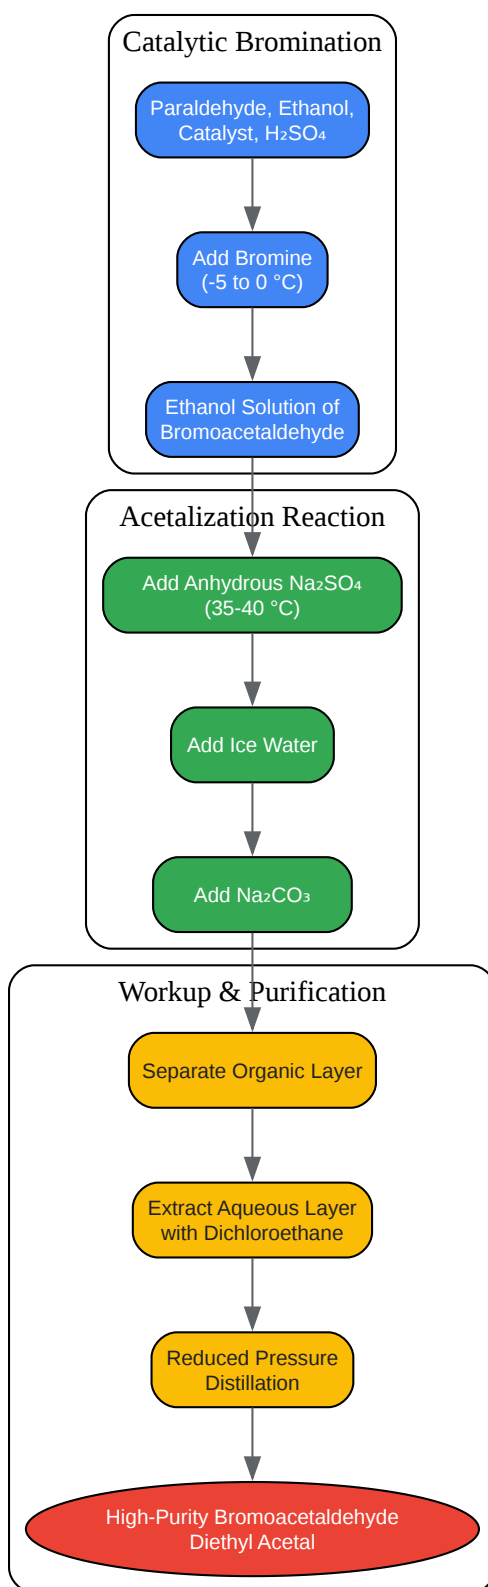 Catalytic Bromination
Paraldehyde, Ethanol,
Catalyst, H₂SO₄
Add Bromine
(-5 to 0 °C)
Ethanol Solution of
Bromoacetaldehyde
Acetalization Reaction
Add Anhydrous Na₂SO₄
(35-40 °C)
Add Ice Water
Add Na₂CO₃
Workup & Purification
Separate Organic Layer
Extract Aqueous Layer
with Dichloroethane
Reduced Pressure
Distillation
High-Purity Bromoacetaldehyde
Diethyl Acetal